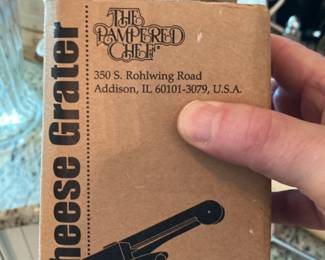 THE
PAMPERED
CHEF
350 S. Rohlwing Road
Addison, IL 60101-3079, U.S.A.
heese Grater